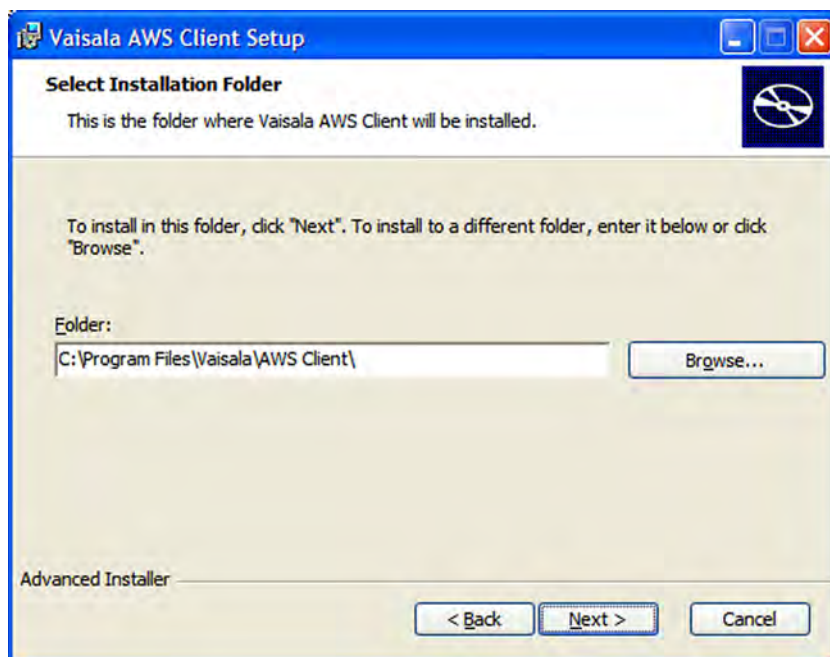 Vaisala AWS Client Setup
Select Installation Folder
This is the folder where Vaisala AWS Client will be installed.
To install in this folder, click "Next". To install to a different folder, enter it below or click
"Browse".
Folder:
C:\Program Files\Vaisala\AWS Client\
Browse...
Advanced Installer
< Back
Next >
Cancel